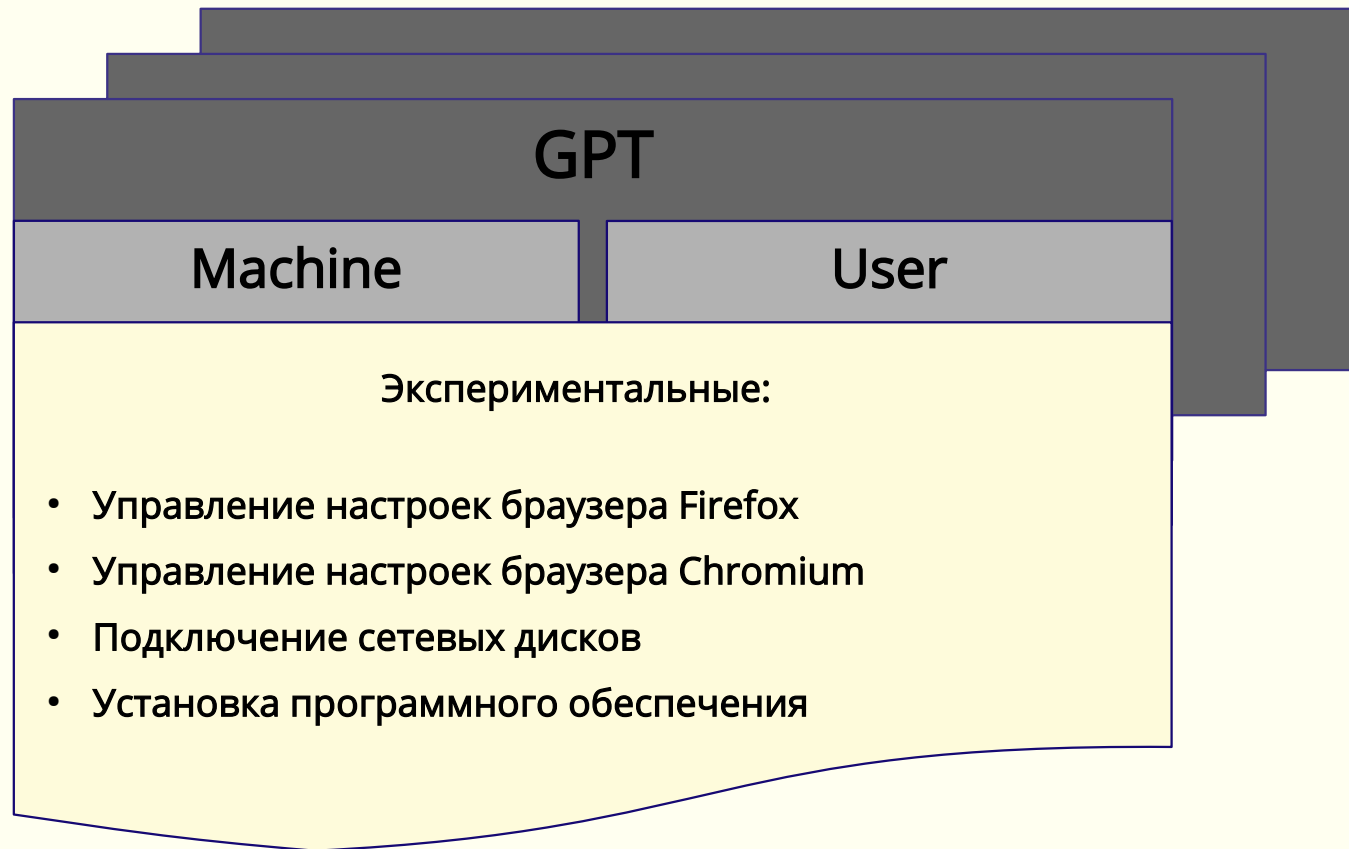 GPT
Machine
User
Экспериментальные:
• Управление настроек браузера Firefox
• Управление настроек браузера Chromium
• Подключение сетевых дисков
• Установка программного обеспечения